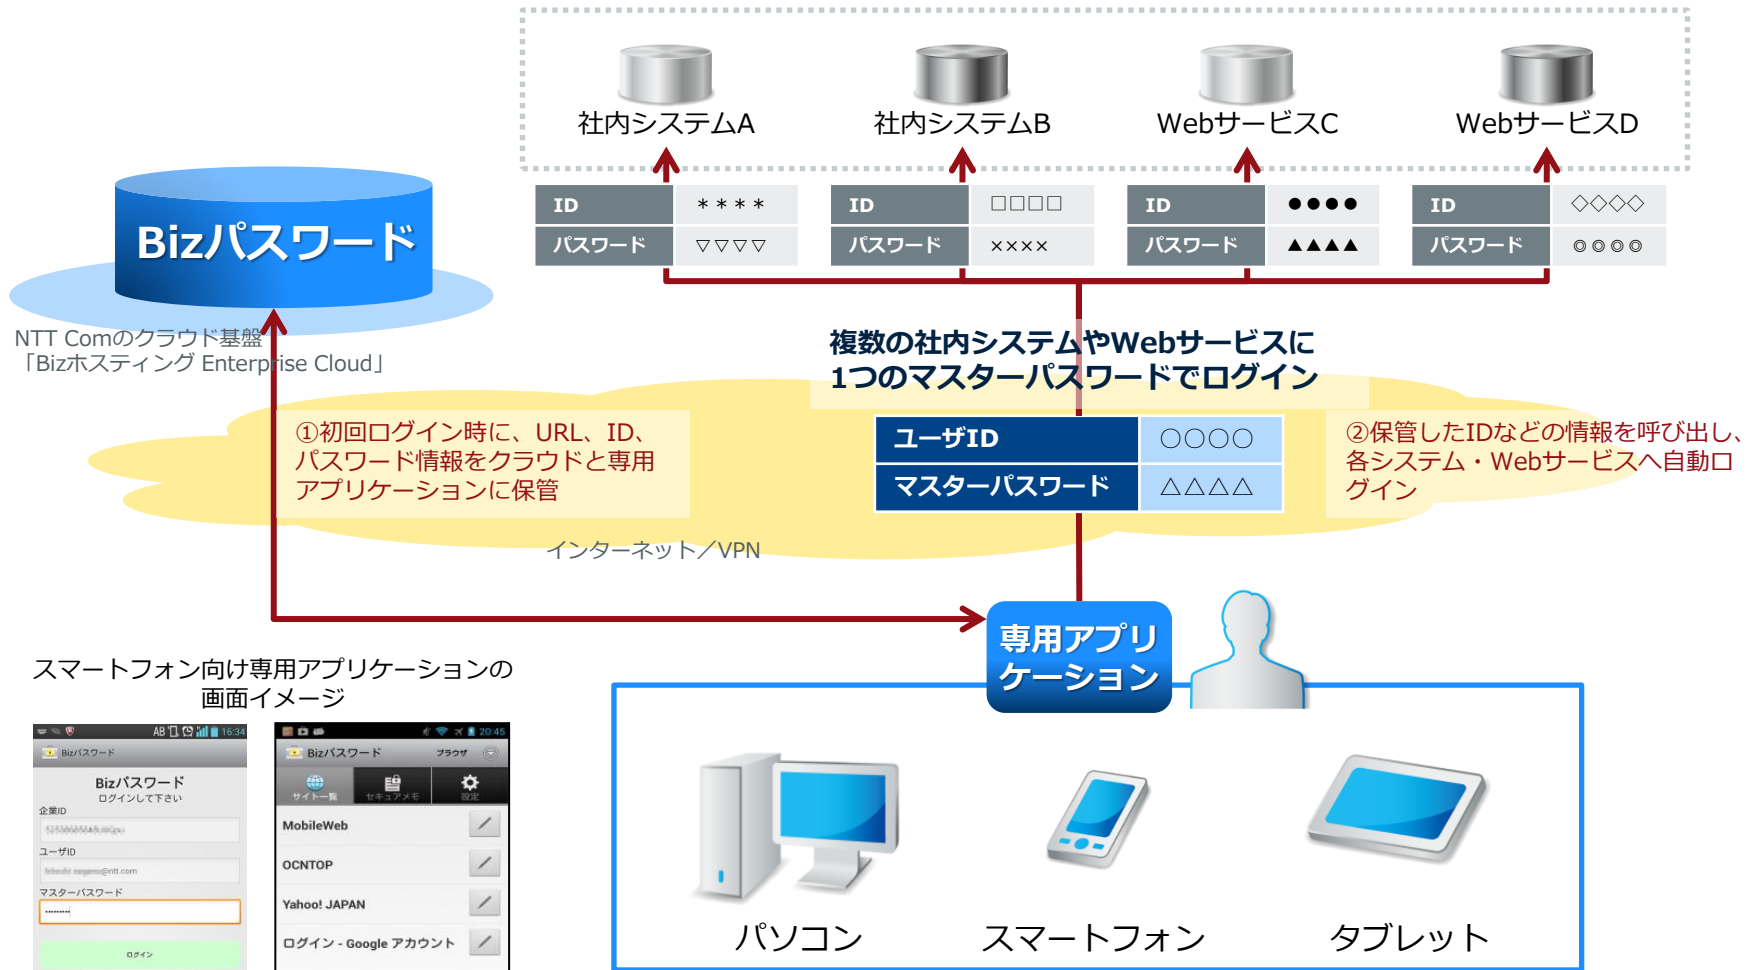 社内システムA
社内システムB
WebサービスC
WebサービスD
ID ＊＊＊＊
パスワード ▽▽▽▽
ID □□□□
パスワード ××××
ID ●●●●
パスワード ▲▲▲▲
ID ◇◇◇◇
パスワード ◎◎◎◎
Bizパスワード
NTT Comのクラウド基盤
「Bizホスティング Enterprise Cloud」
複数の社内システムやWebサービスに
1つのマスターパスワードでログイン
①初回ログイン時に、URL、ID、
パスワード情報をクラウドと専用
アプリケーションに保管
ユーザID ○○○○
マスターパスワード △△△△
②保管したIDなどの情報を呼び出し、
各システム・Webサービスへ自動ロ
グイン
インターネット／VPN
専用アプリ
ケーション
スマートフォン向け専用アプリケーションの
画面イメージ
16:34
Bizパスワード
Bizパスワード
ログインして下さい
企業ID
ユーザID
@ntt.com
マスターパスワード
ログイン
20:45
Bizパスワード ブラウザ
サイト一覧 セキュアメモ 設定
MobileWeb
OCNTOP
Yahoo! JAPAN
ログイン - Google アカウント
パソコン
スマートフォン
タブレット